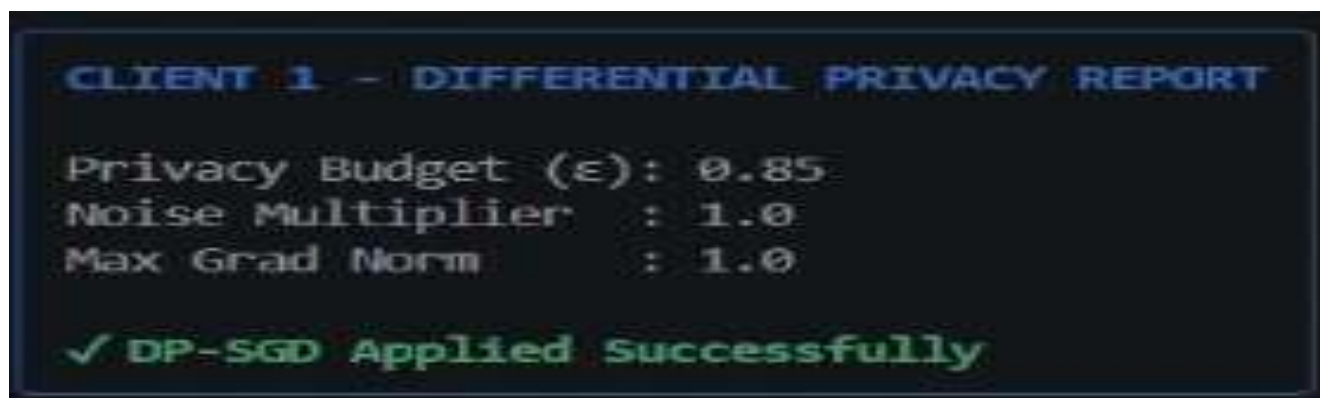 CLIENT 1 - DIFFERENTIAL PRIVACY REPORT
Privacy Budget (ε): 0.85
Noise Multiplier : 1.0
Max Grad Norm : 1.0
✓ DP-SGD Applied Successfully